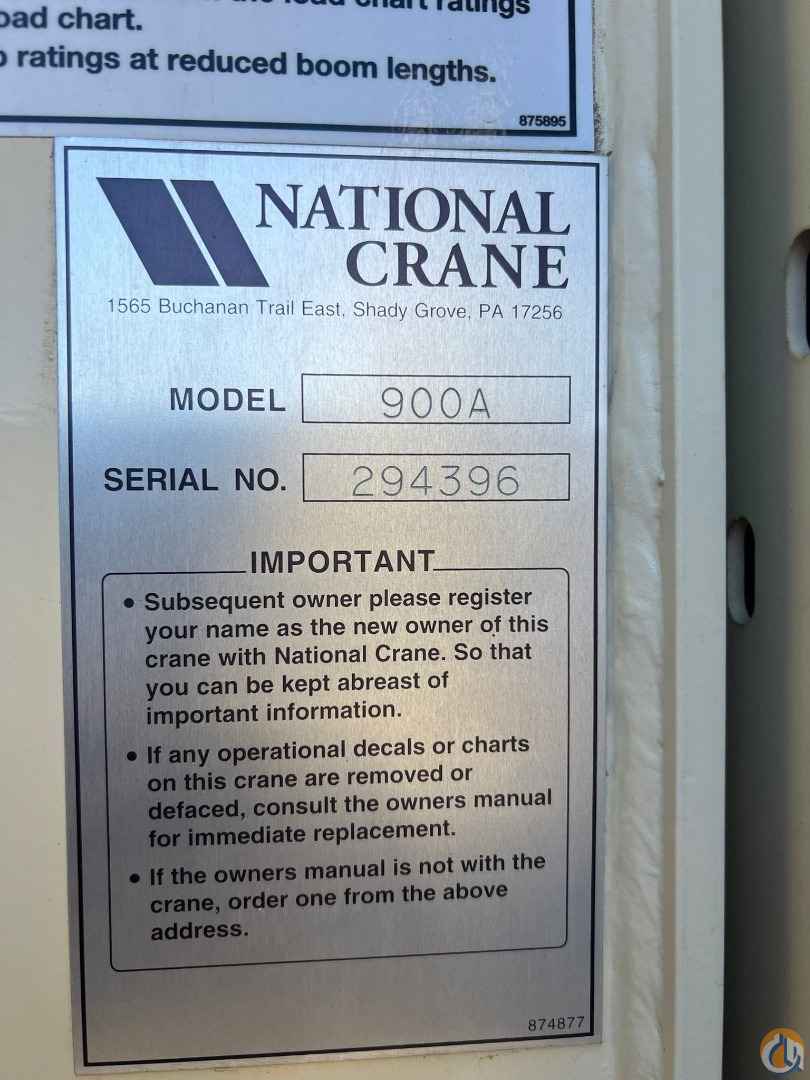 the load chart ratings
oad chart.
ratings at reduced boom lengths.
875895
NATIONAL
CRANE
1565 Buchanan Trail East, Shady Grove, PA 17256
MODEL 900A
SERIAL NO. 294396
IMPORTANT
• Subsequent owner please register
your name as the new owner of this
crane with National Crane. So that
you can be kept abreast of
important information.
• If any operational decals or charts
on this crane are removed or
defaced, consult the owners manual
for immediate replacement.
• If the owners manual is not with the
crane, order one from the above
address.
874877